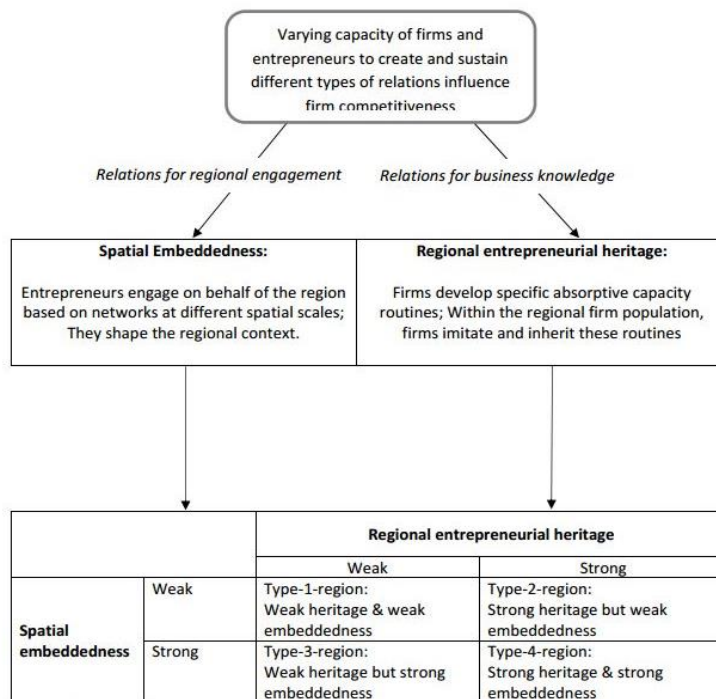 Varying capacity of firms and
entrepreneurs to create and sustain
different types of relations influence
firm competitiveness
Relations for regional engagement
Relations for business knowledge
Spatial Embeddedness:
Entrepreneurs engage on behalf of the region
based on networks at different spatial scales;
They shape the regional context.
Regional entrepreneurial heritage:
Firms develop specific absorptive capacity
routines; Within the regional firm population,
firms imitate and inherit these routines
Regional entrepreneurial heritage
Weak
Strong
Spatial
embeddedness
Weak
Type-1-region:
Weak heritage & weak
embeddedness
Type-2-region:
Strong heritage but weak
embeddedness
Strong
Type-3-region:
Weak heritage but strong
embeddedness
Type-4-region:
Strong heritage & strong
embeddedness